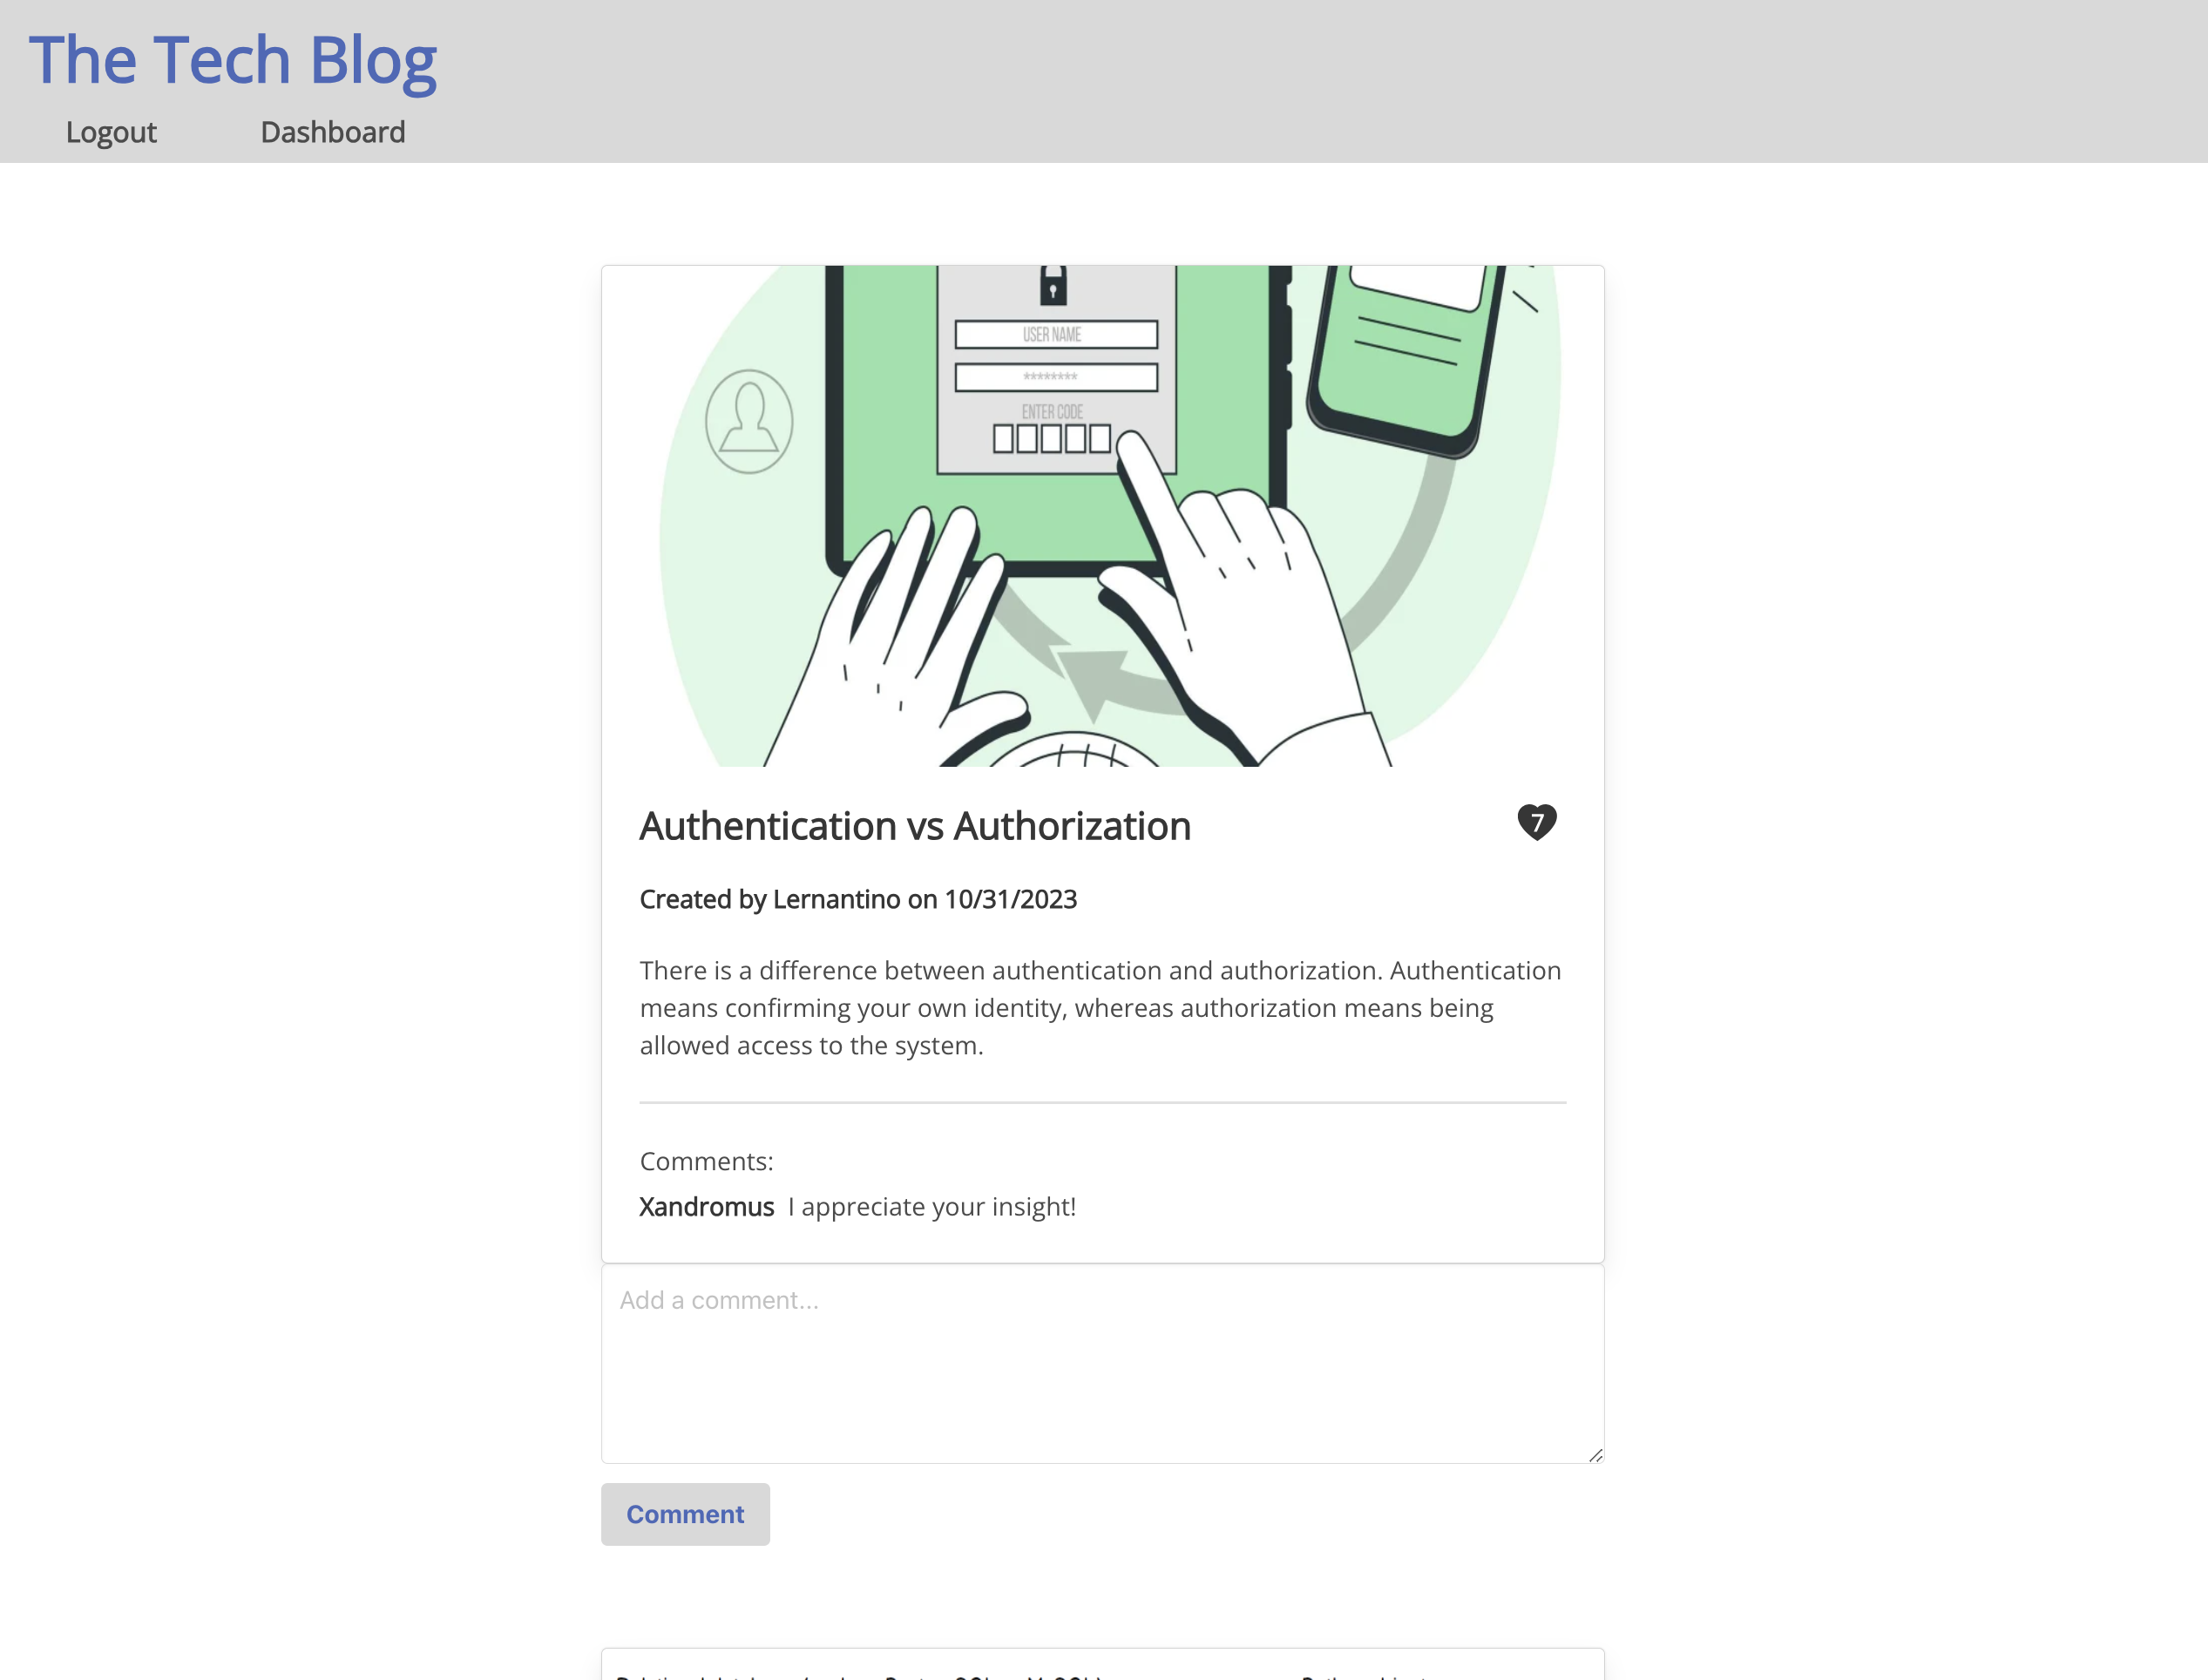 The Tech Blog
Logout Dashboard
USER NAME
********
ENTER CODE
Authentication vs Authorization
7
Created by Lernantino on 10/31/2023
There is a difference between authentication and authorization. Authentication
means confirming your own identity, whereas authorization means being
allowed access to the system.
Comments:
Xandromus I appreciate your insight!
Add a comment...
Comment